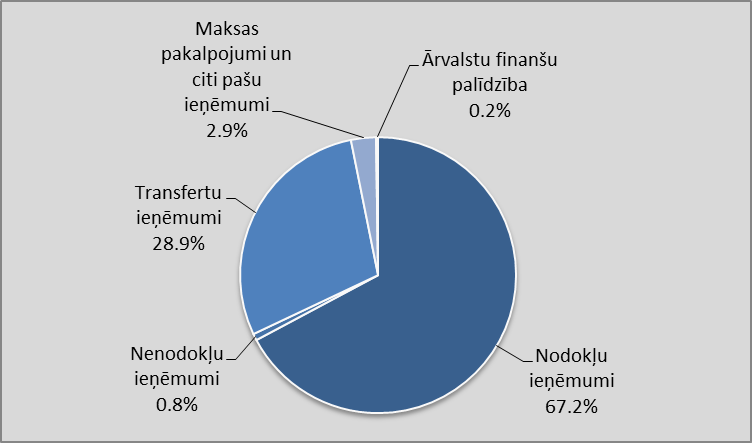 Maksas
pakalpojumi un
citi pašu
ieņēmumi
2.9%
Ārvalstu finanšu
palīdzība
0.2%
Transfertu
ieņēmumi
28.9%
Nenodokļu
ieņēmumi
0.8%
Nodokļu
ieņēmumi
67.2%